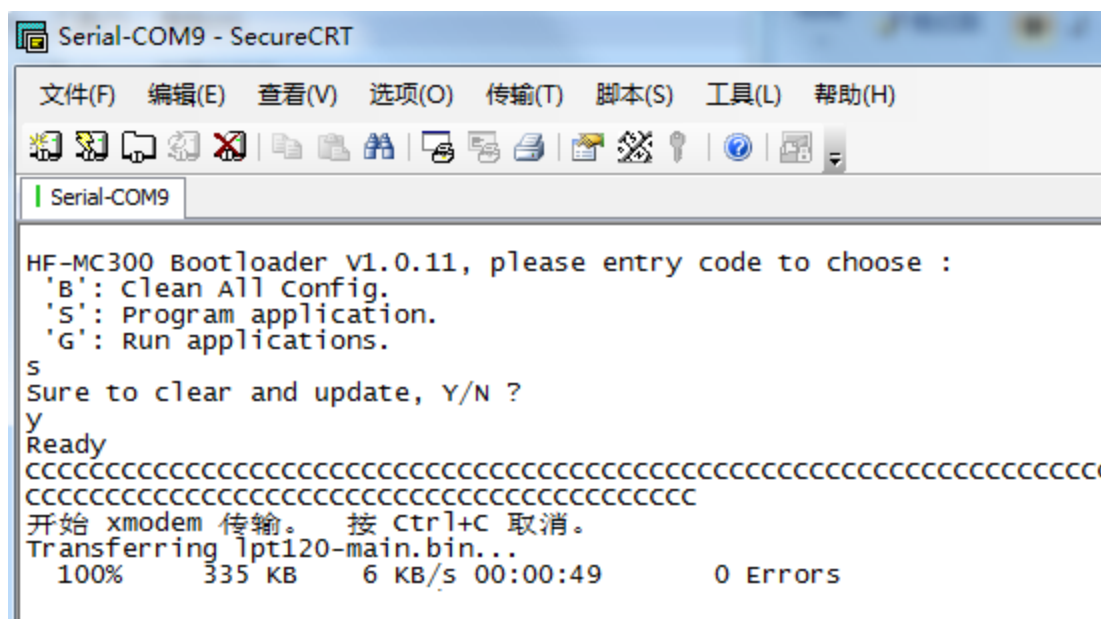 Serial-COM9 - SecureCRT
文件(F) 编辑(E) 查看(V) 选项(O) 传输(T) 脚本(S) 工具(L) 帮助(H)
Serial-COM9
HF-MC300 Bootloader V1.0.11, please entry code to choose :
'B': Clean All Config.
'S': Program application.
'G': Run applications.
s
Sure to clear and update, Y/N ?
y
Ready
CCCCCCCCCCCCCCCCCCCCCCCCCCCCCCCCCCCCCCCCCCCCCCCCCCCCCCCCCCCCCCCCCCC
CCCCCCCCCCCCCCCCCCCCCCCCCCCCCCCCCCCCCCCCCC
开始 xmodem 传输。 按 Ctrl+C 取消。
Transferring lpt120-main.bin...
100% 335 KB 6 KB/s 00:00:49 0 Errors